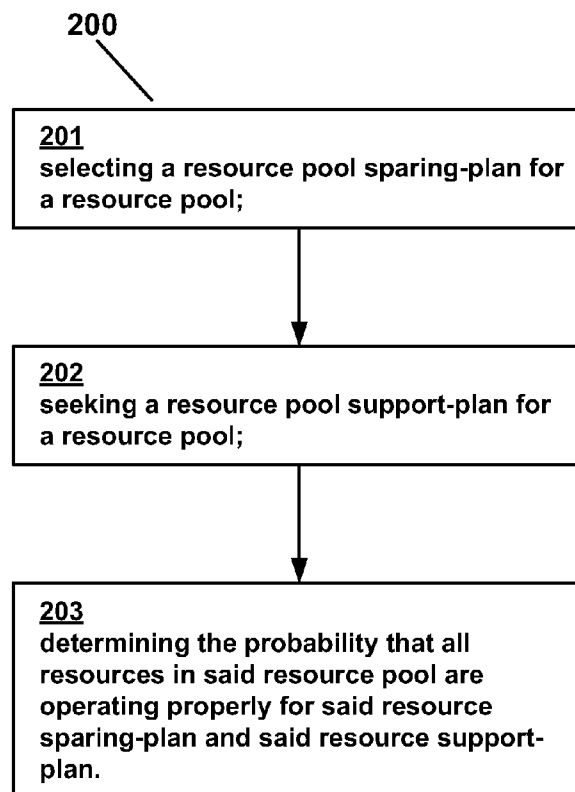 200
201
selecting a resource pool sparing-plan for
a resource pool;
202
seeking a resource pool support-plan for
a resource pool;
203
determining the probability that all
resources in said resource pool are
operating properly for said resource
sparing-plan and said resource support-
plan.